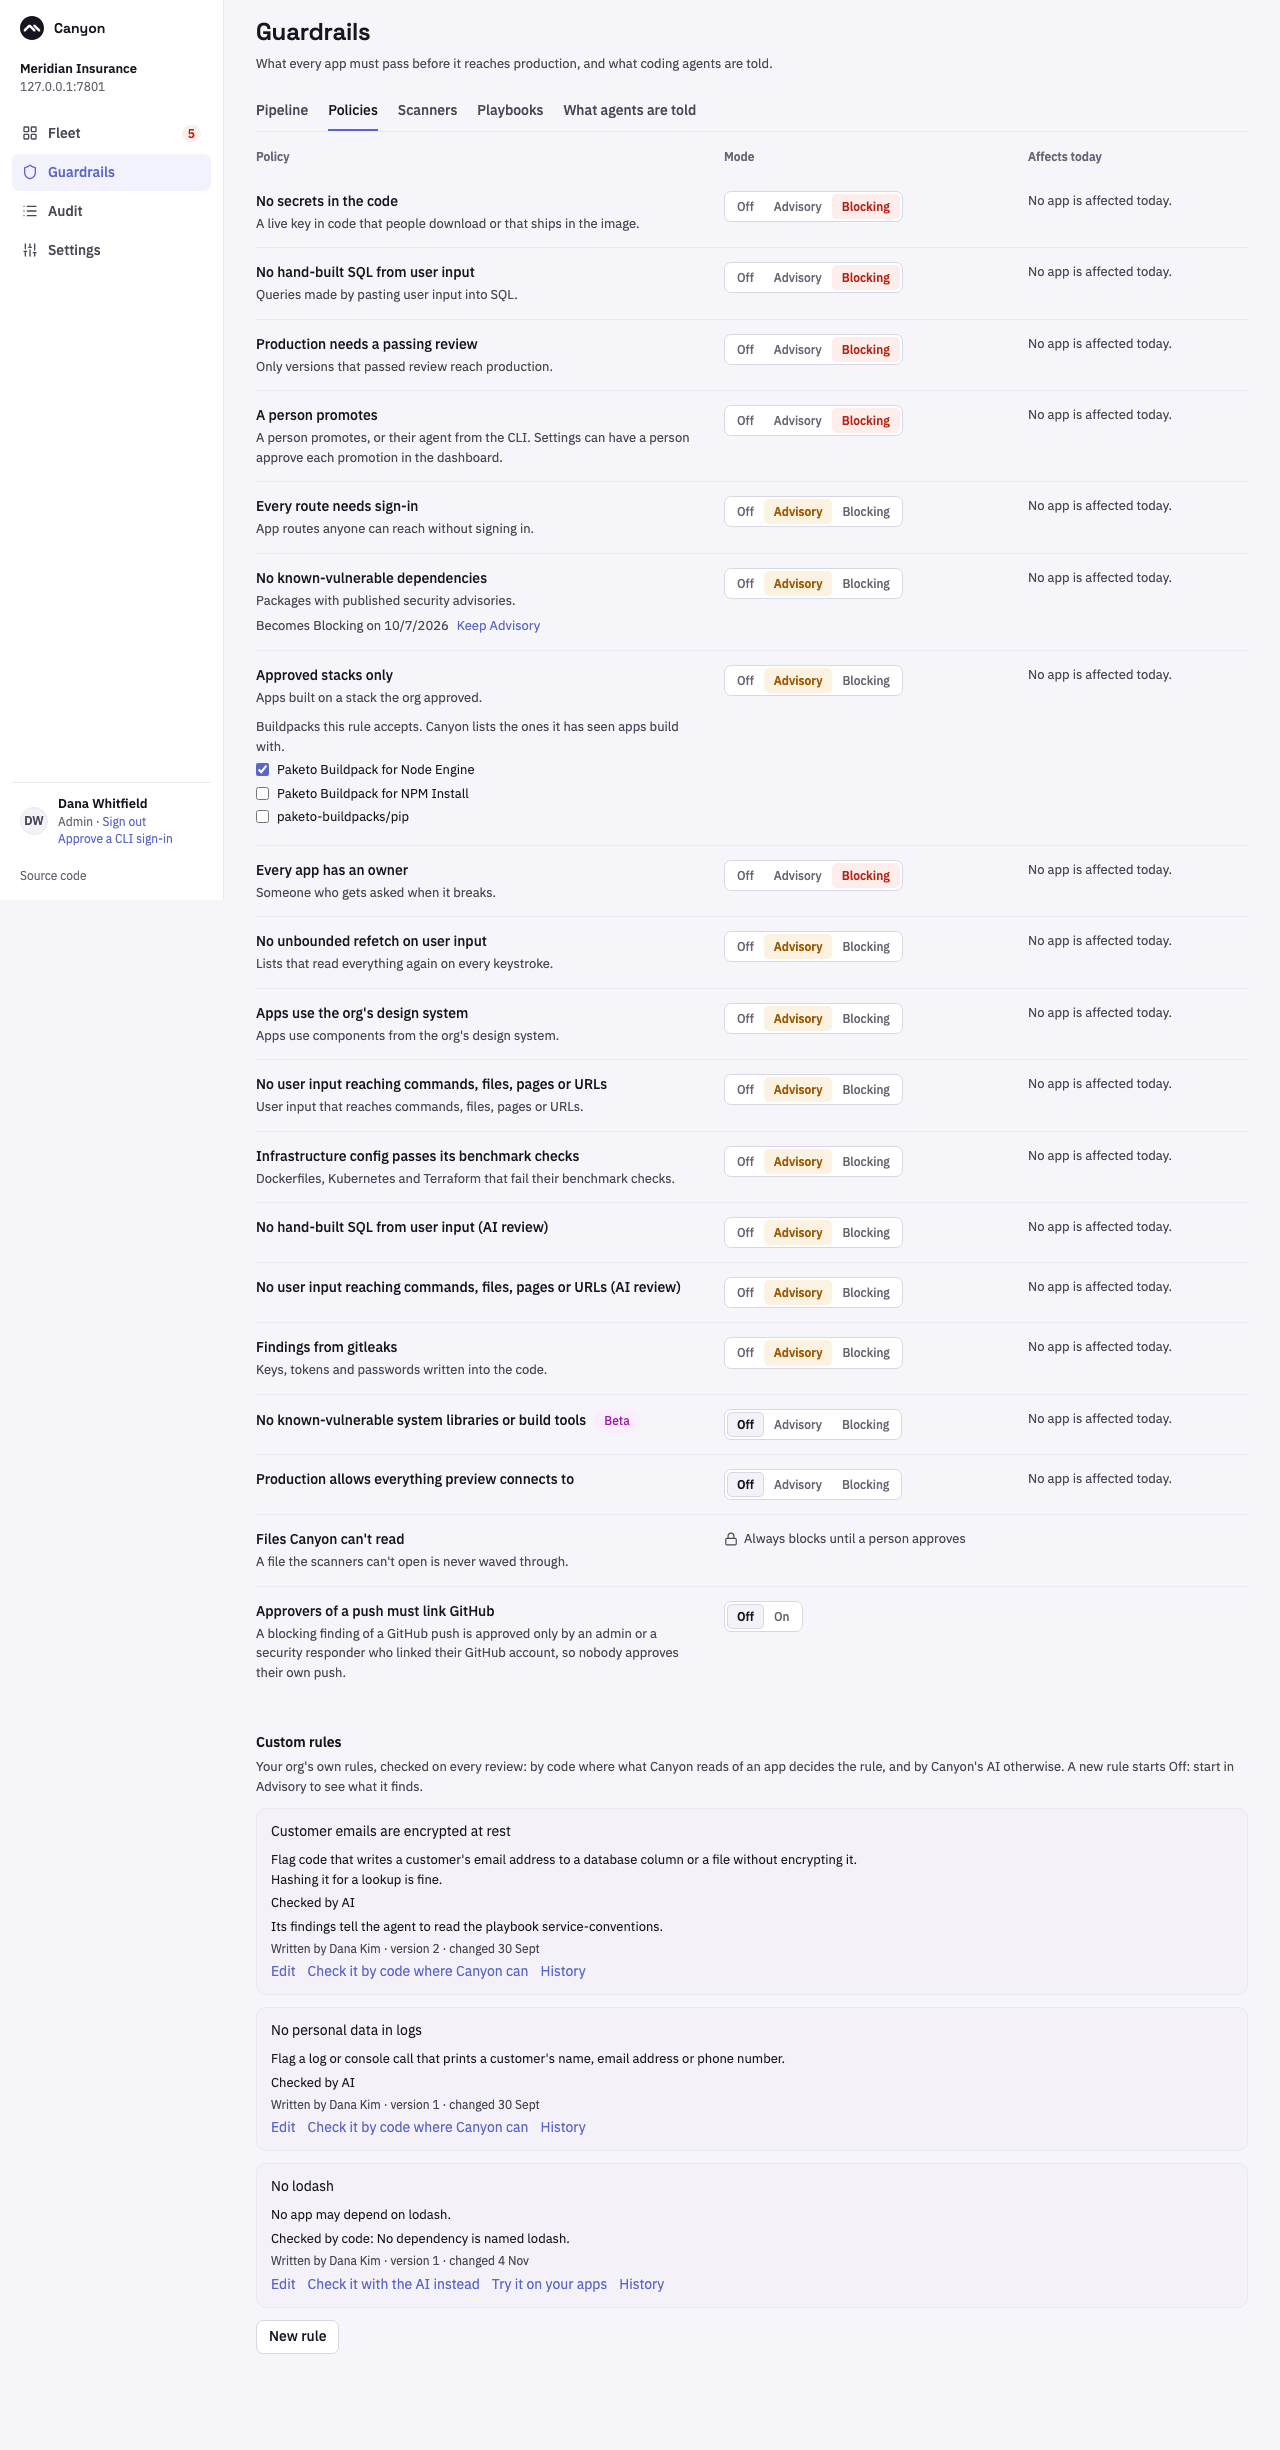 Canyon
Meridian Insurance
127.0.0.1:7801
Fleet 5
Guardrails
Audit
Settings
Dana Whitfield
DW
Admin · Sign out
Approve a CLI sign-in
Source code
Guardrails
What every app must pass before it reaches production, and what coding agents are told.
Pipeline Policies Scanners Playbooks What agents are told
Policy Mode Affects today
No secrets in the code Off Advisory Blocking No app is affected today.
A live key in code that people download or that ships in the image.
No hand-built SQL from user input Off Advisory Blocking No app is affected today.
Queries made by pasting user input into SQL.
Production needs a passing review Off Advisory Blocking No app is affected today.
Only versions that passed review reach production.
A person promotes Off Advisory Blocking No app is affected today.
A person promotes, or their agent from the CLI. Settings can have a person
approve each promotion in the dashboard.
Every route needs sign-in Off Advisory Blocking No app is affected today.
App routes anyone can reach without signing in.
No known-vulnerable dependencies Off Advisory Blocking No app is affected today.
Packages with published security advisories.
Becomes Blocking on 10/7/2026 Keep Advisory
Approved stacks only Off Advisory Blocking No app is affected today.
Apps built on a stack the org approved.
Buildpacks this rule accepts. Canyon lists the ones it has seen apps build
with.
Paketo Buildpack for Node Engine
Paketo Buildpack for NPM Install
paketo-buildpacks/pip
Every app has an owner Off Advisory Blocking No app is affected today.
Someone who gets asked when it breaks.
No unbounded refetch on user input Off Advisory Blocking No app is affected today.
Lists that read everything again on every keystroke.
Apps use the org's design system Off Advisory Blocking No app is affected today.
Apps use components from the org's design system.
No user input reaching commands, files, pages or URLs Off Advisory Blocking No app is affected today.
User input that reaches commands, files, pages or URLs.
Infrastructure config passes its benchmark checks Off Advisory Blocking No app is affected today.
Dockerfiles, Kubernetes and Terraform that fail their benchmark checks.
No hand-built SQL from user input (AI review) Off Advisory Blocking No app is affected today.
No user input reaching commands, files, pages or URLs (AI review) Off Advisory Blocking No app is affected today.
Findings from gitleaks Off Advisory Blocking No app is affected today.
Keys, tokens and passwords written into the code.
No known-vulnerable system libraries or build tools Beta Off Advisory Blocking No app is affected today.
Production allows everything preview connects to Off Advisory Blocking No app is affected today.
Files Canyon can't read Always blocks until a person approves
A file the scanners can't open is never waved through.
Approvers of a push must link GitHub Off On
A blocking finding of a GitHub push is approved only by an admin or a
security responder who linked their GitHub account, so nobody approves
their own push.
Custom rules
Your org's own rules, checked on every review: by code where what Canyon reads of an app decides the rule, and by Canyon's AI otherwise. A new rule starts Off: start in
Advisory to see what it finds.
Customer emails are encrypted at rest
Flag code that writes a customer's email address to a database column or a file without encrypting it.
Hashing it for a lookup is fine.
Checked by AI
Its findings tell the agent to read the playbook service-conventions.
Written by Dana Kim · version 2 · changed 30 Sept
Edit Check it by code where Canyon can History
No personal data in logs
Flag a log or console call that prints a customer's name, email address or phone number.
Checked by AI
Written by Dana Kim · version 1 · changed 30 Sept
Edit Check it by code where Canyon can History
No lodash
No app may depend on lodash.
Checked by code: No dependency is named lodash.
Written by Dana Kim · version 1 · changed 4 Nov
Edit Check it with the AI instead Try it on your apps History
New rule